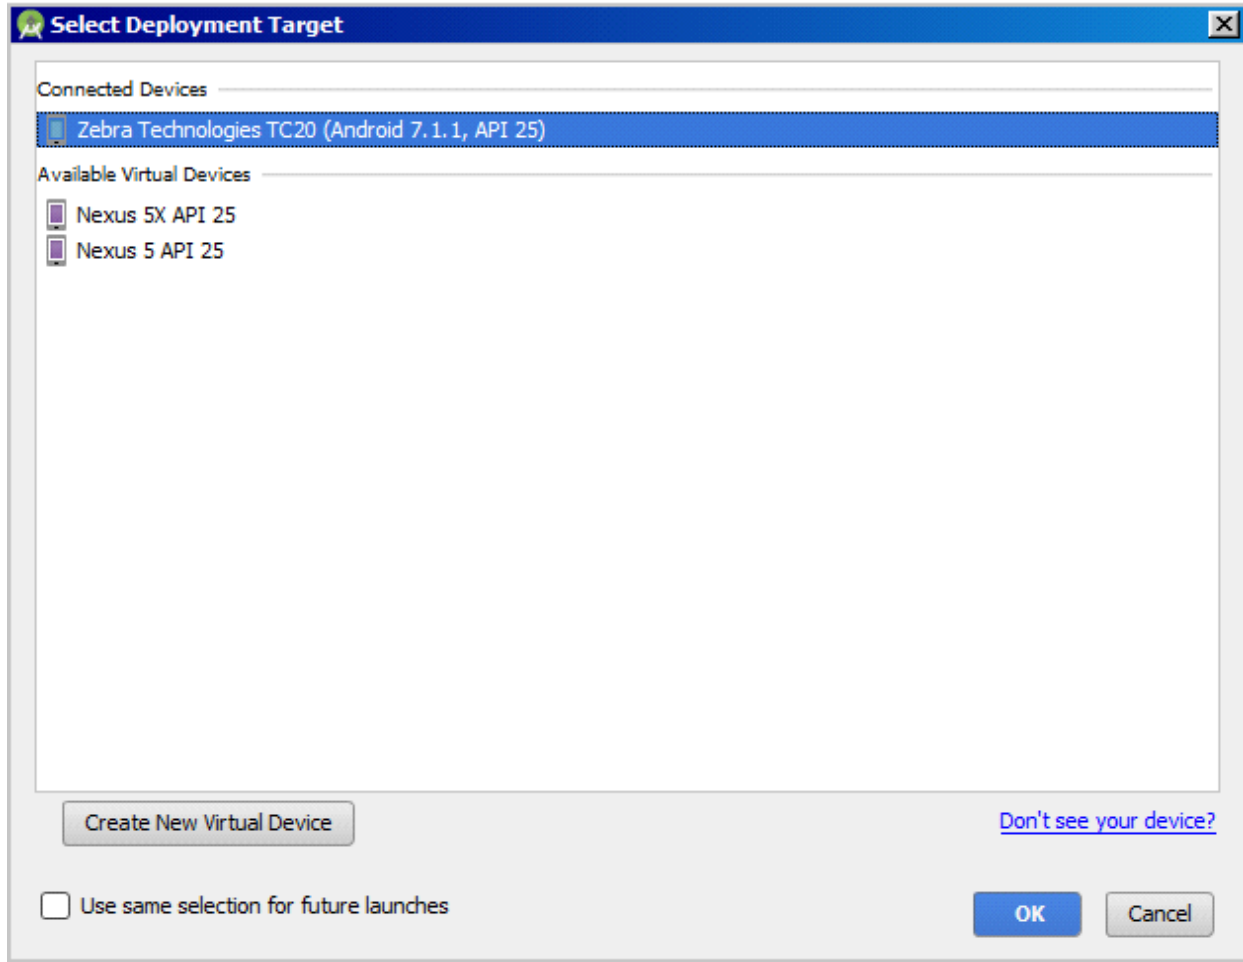 Select Deployment Target
Connected Devices
Zebra Technologies TC20 (Android 7.1.1, API 25)
Available Virtual Devices
Nexus 5X API 25
Nexus 5 API 25
Create New Virtual Device
Don't see your device?
Use same selection for future launches
OK
Cancel